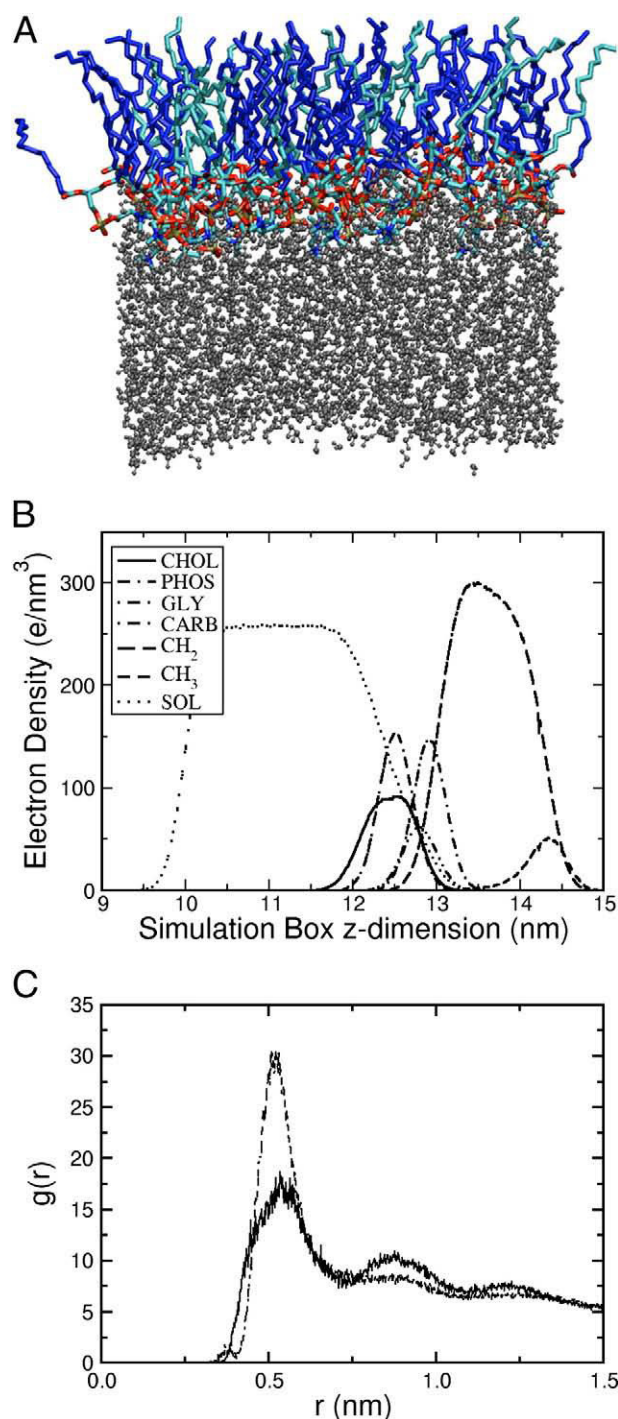 A
B
Electron Density (e/nm³)
300
200
100
0
CHOL
PHOS
GLY
CARB
CH₂
CH₃
SOL
9 10 11 12 13 14 15
Simulation Box z-dimension (nm)
C
g(r)
35
30
25
20
15
10
5
0
0.0 0.5 1.0 1.5
r (nm)